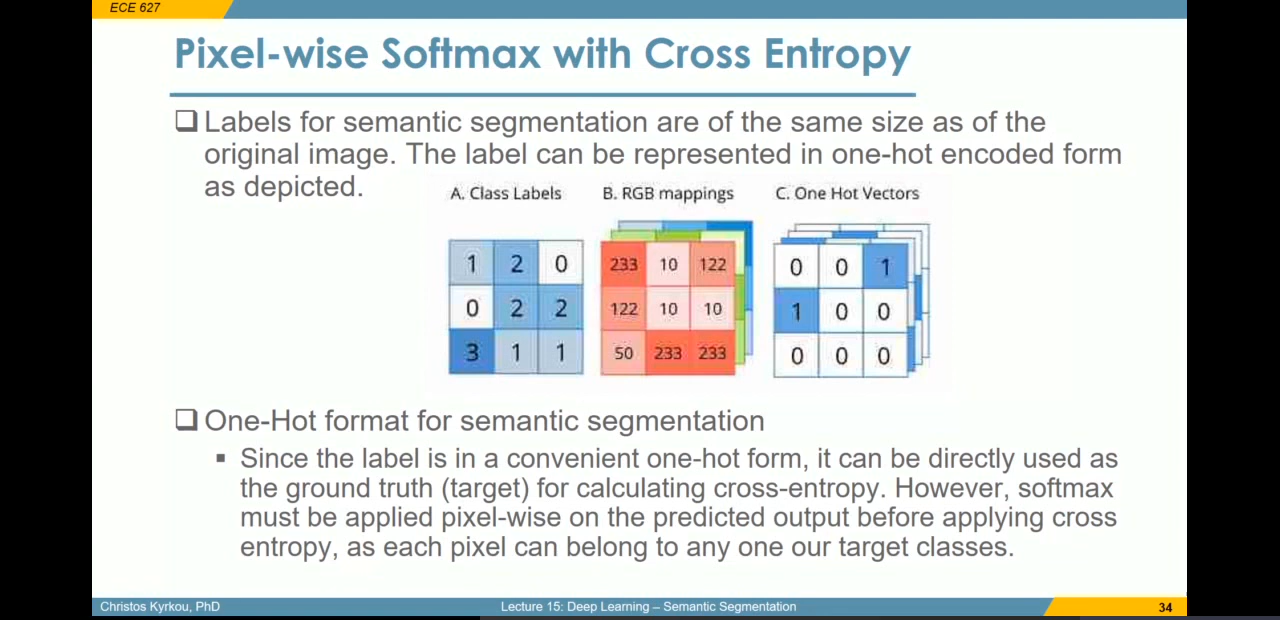 ECE 627
Pixel-wise Softmax with Cross Entropy
Labels for semantic segmentation are of the same size as of the
original image. The label can be represented in one-hot encoded form
as depicted.
A. Class Labels B. RGB mappings C. One Hot Vectors
1 2 0 233 10 122 0 0 1
0 2 2 122 10 10 1 0 0
3 1 1 50 233 233 0 0 0
One-Hot format for semantic segmentation
Since the label is in a convenient one-hot form, it can be directly used as
the ground truth (target) for calculating cross-entropy. However, softmax
must be applied pixel-wise on the predicted output before applying cross
entropy, as each pixel can belong to any one our target classes.
Christos Kyrkou, PhD Lecture 15: Deep Learning – Semantic Segmentation 34